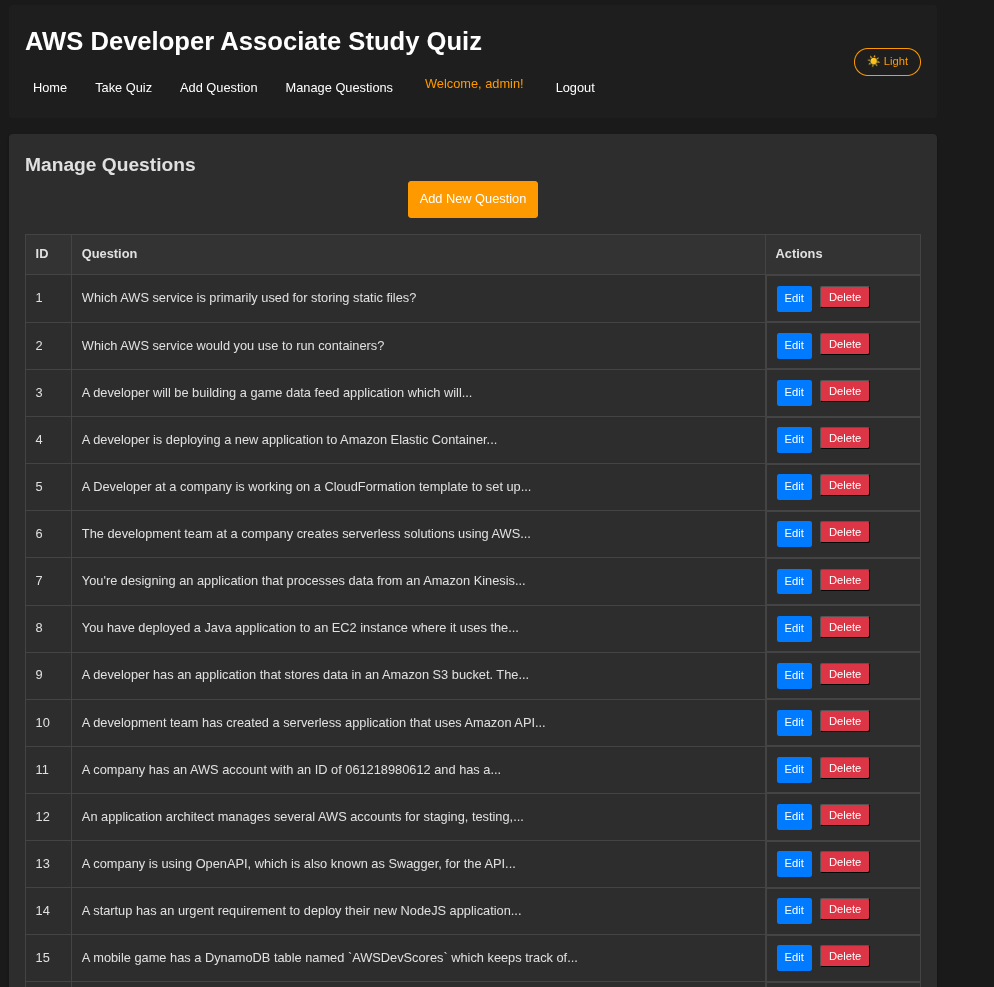 AWS Developer Associate Study Quiz
☀️ Light
Home Take Quiz Add Question Manage Questions Welcome, admin! Logout
Manage Questions
Add New Question
ID Question Actions
1 Which AWS service is primarily used for storing static files? Edit Delete
2 Which AWS service would you use to run containers? Edit Delete
3 A developer will be building a game data feed application which will... Edit Delete
4 A developer is deploying a new application to Amazon Elastic Container... Edit Delete
5 A Developer at a company is working on a CloudFormation template to set up... Edit Delete
6 The development team at a company creates serverless solutions using AWS... Edit Delete
7 You're designing an application that processes data from an Amazon Kinesis... Edit Delete
8 You have deployed a Java application to an EC2 instance where it uses the... Edit Delete
9 A developer has an application that stores data in an Amazon S3 bucket. The... Edit Delete
10 A development team has created a serverless application that uses Amazon API... Edit Delete
11 A company has an AWS account with an ID of 061218980612 and has a... Edit Delete
12 An application architect manages several AWS accounts for staging, testing,... Edit Delete
13 A company is using OpenAPI, which is also known as Swagger, for the API... Edit Delete
14 A startup has an urgent requirement to deploy their new NodeJS application... Edit Delete
15 A mobile game has a DynamoDB table named `AWSDevScores` which keeps track of... Edit Delete